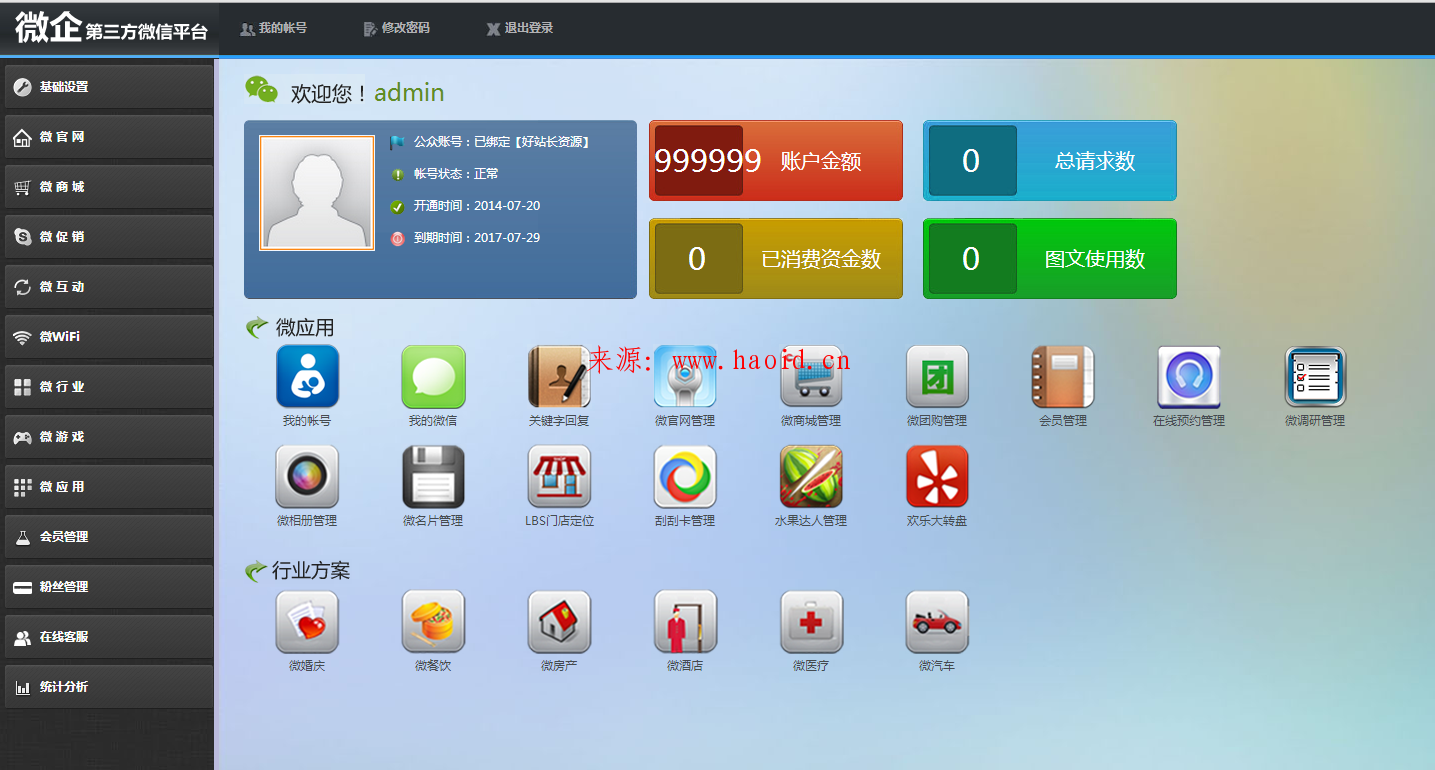 微企 第三方微信平台
我的帐号 修改密码 退出登录
基础设置
微 官 网
微 商 城
微 促 销
微 互 动
微WiFi
微 行 业
微 游 戏
微 应 用
会员管理
粉丝管理
在线客服
统计分析
欢迎您！admin
公众账号：已绑定【好站长资源】
帐号状态：正常
开通时间：2014-07-20
到期时间：2017-07-29
999999 账户金额
0 总请求数
0 已消费资金数
0 图文使用数
微应用
来源: www.haoid.cn
我的帐号 我的微信 关键字回复 微官网管理 微商城管理 微团购管理 会员管理 在线预约管理 微调研管理
团
微相册管理 微名片管理 LBS门店定位 刮刮卡管理 水果达人管理 欢乐大转盘
行业方案
微婚庆 微餐饮 微房产 微酒店 微医疗 微汽车